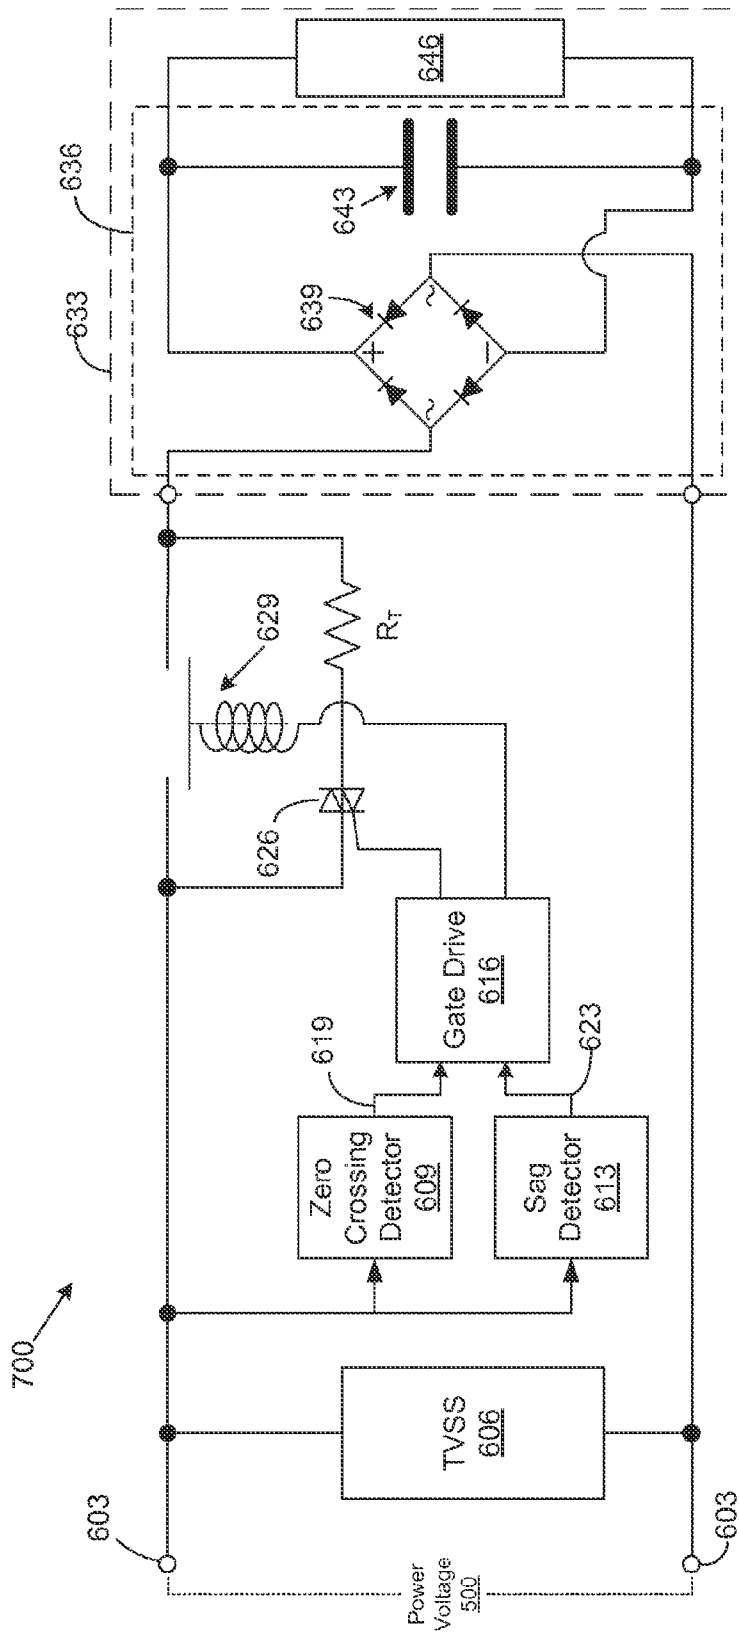 700
603
Power
Voltage
500
603
TVSS
606
Zero
Crossing
Detector
609
619
Sag
Detector
613
623
Gate Drive
616
626
629
RT
633
636
639
+
~
~
−
643
646